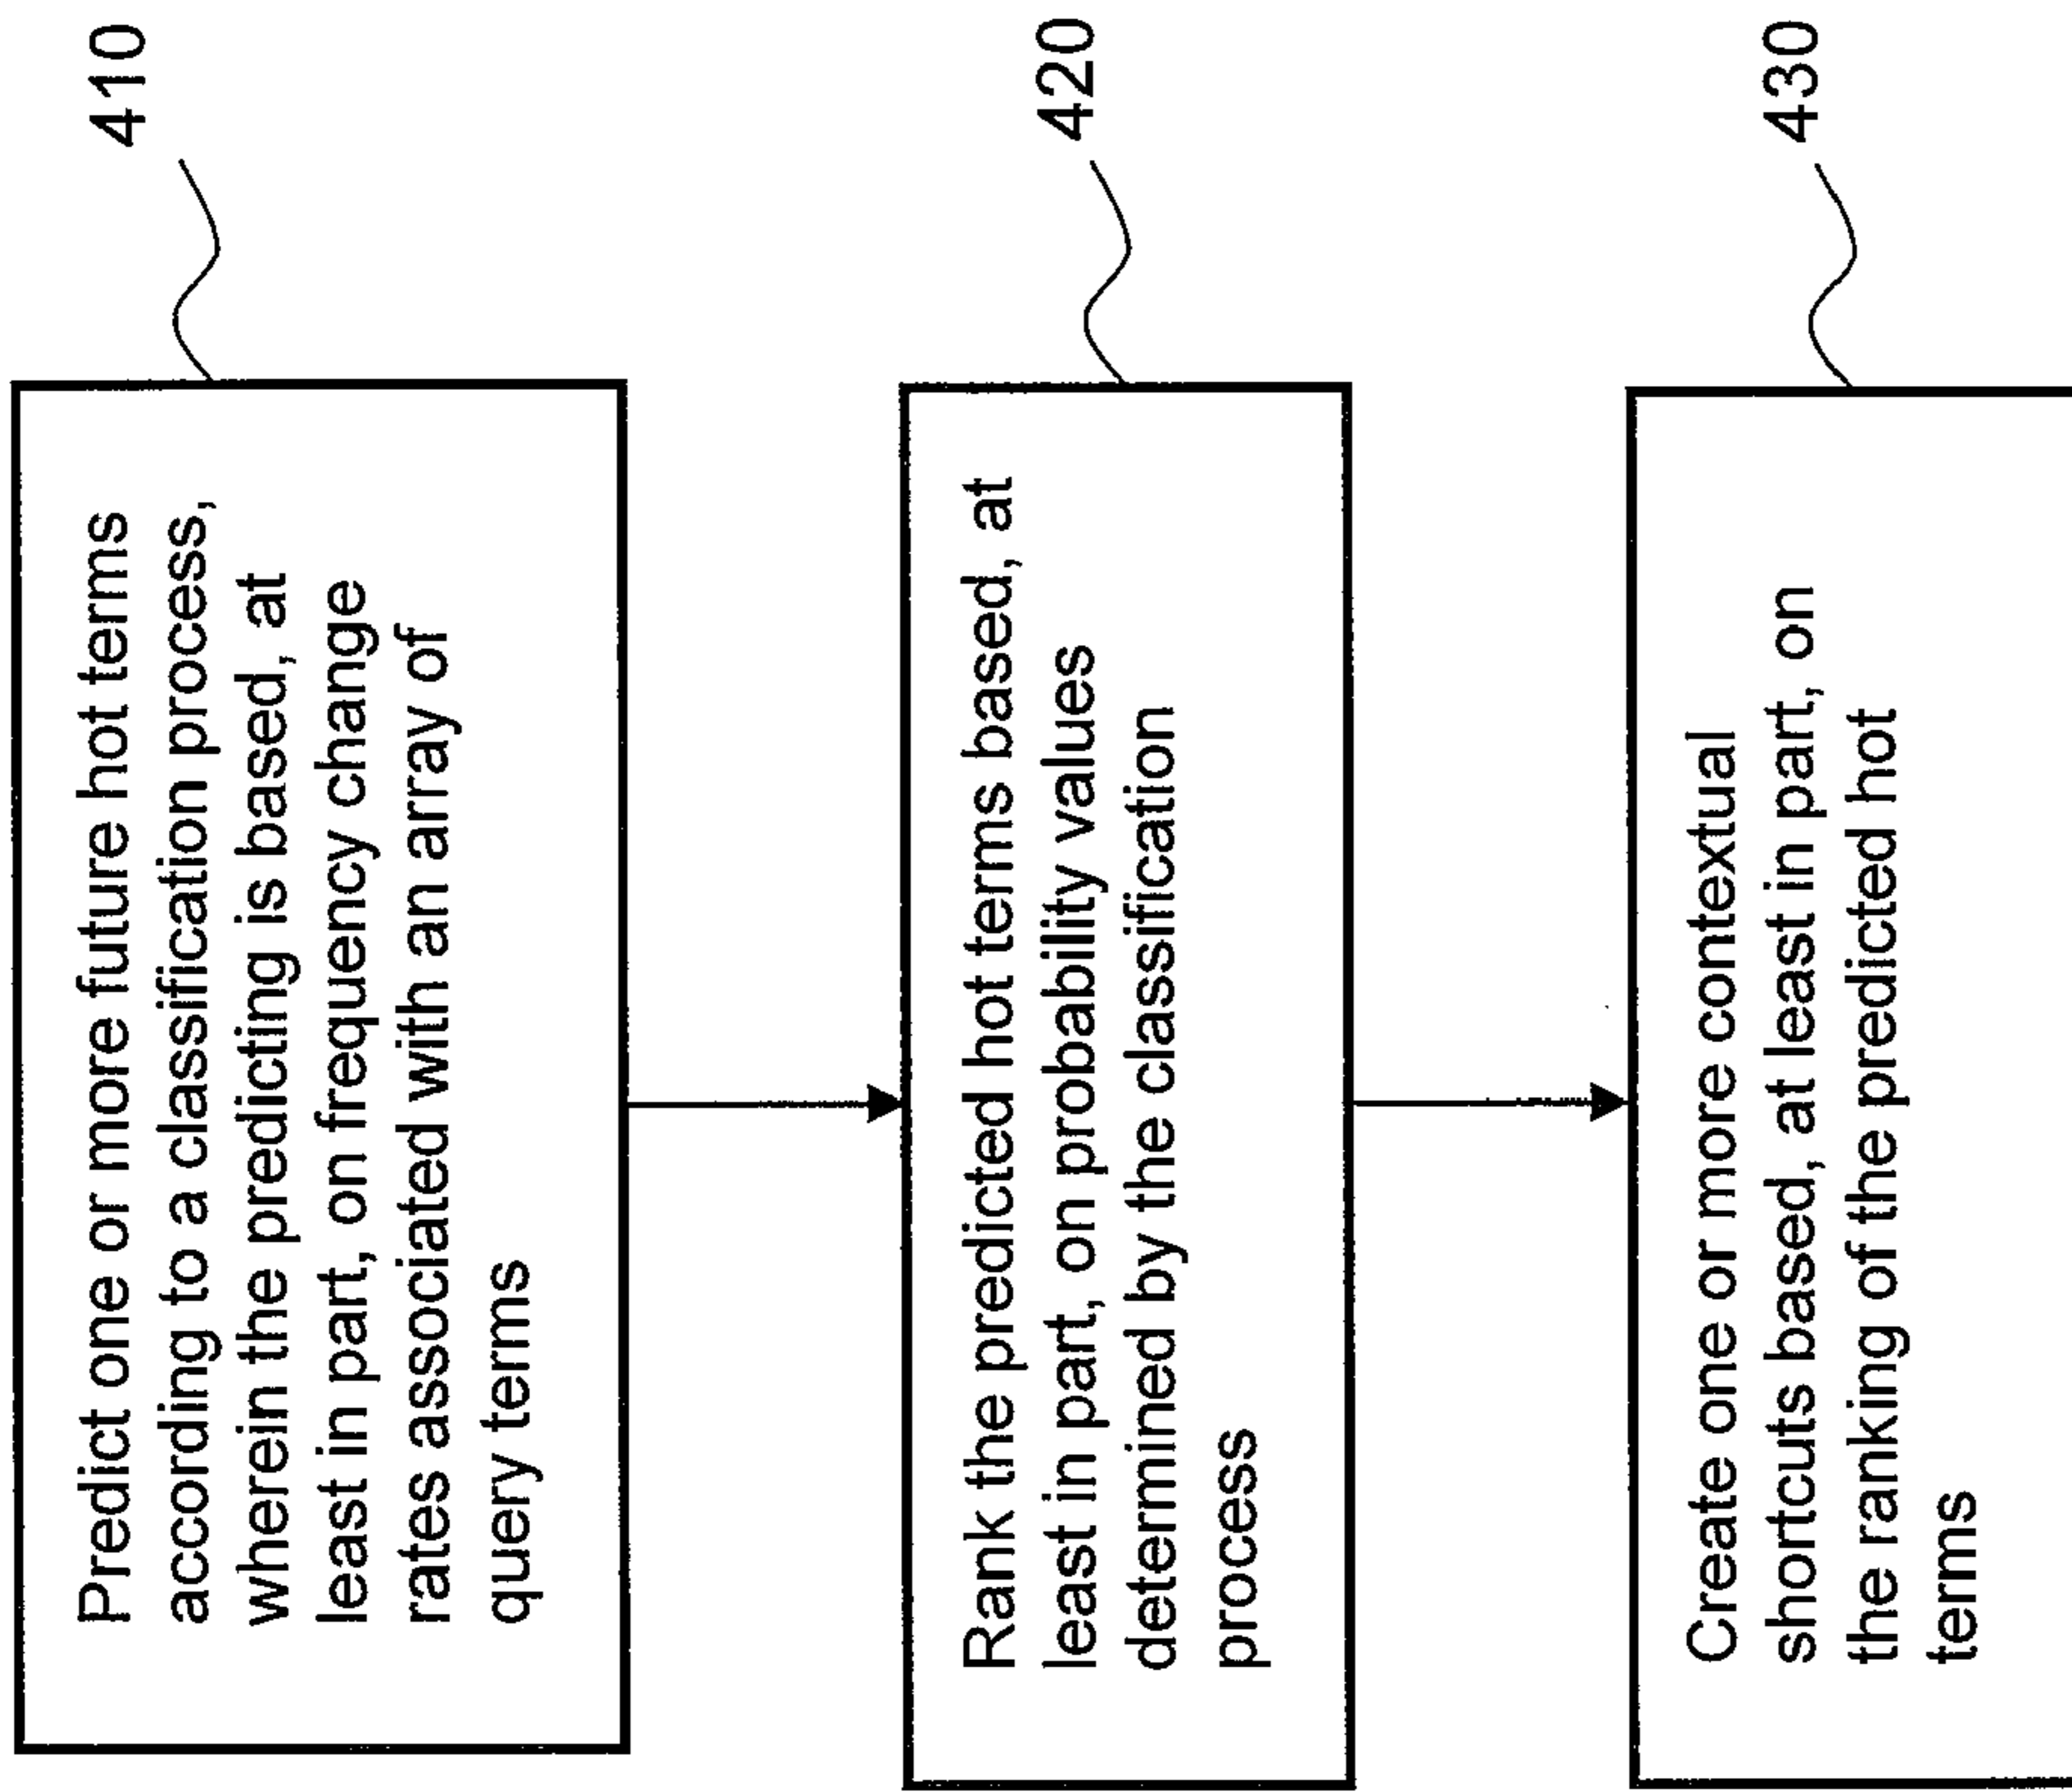 410
Predict one or more future hot terms
according to a classification process,
wherein the predicting is based, at
least in part, on frequency change
rates associated with an array of
query terms
420
Rank the predicted hot terms based, at
least in part, on probability values
determined by the classification
process
430
Create one or more contextual
shortcuts based, at least in part, on
the ranking of the predicted hot
terms